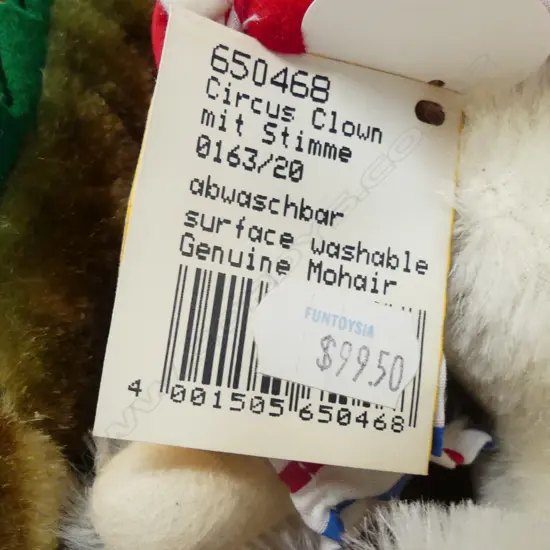 650468
Circus Clown
mit Stimme
0163/20
abwaschbar
surface washable
Genuine Mohair
FUNTOYSIA
$99.50
4 001505 650468